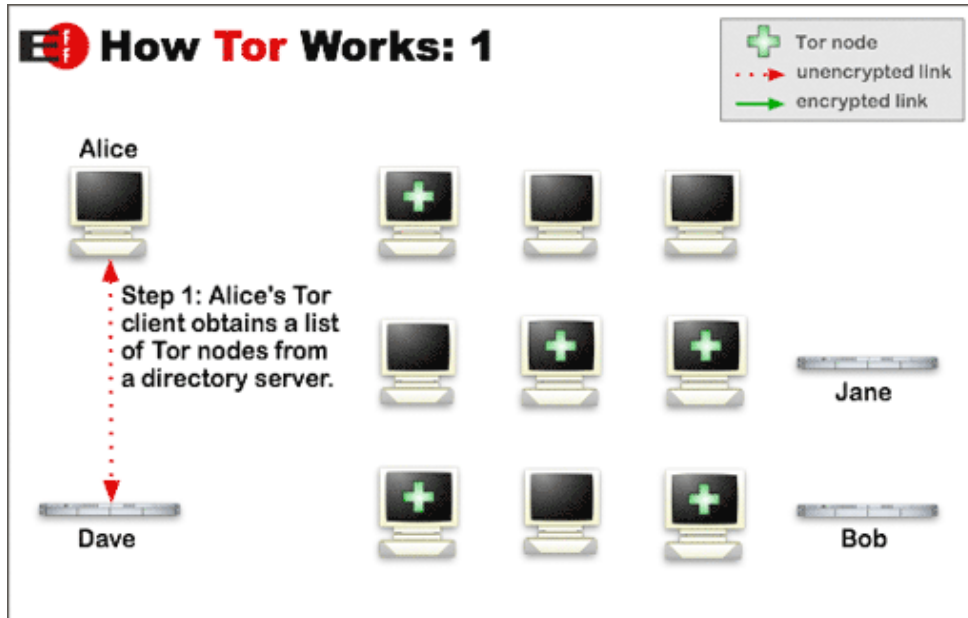 EFF How Tor Works: 1
Tor node
unencrypted link
encrypted link
Alice
Step 1: Alice's Tor
client obtains a list
of Tor nodes from
a directory server.
Jane
Dave
Bob